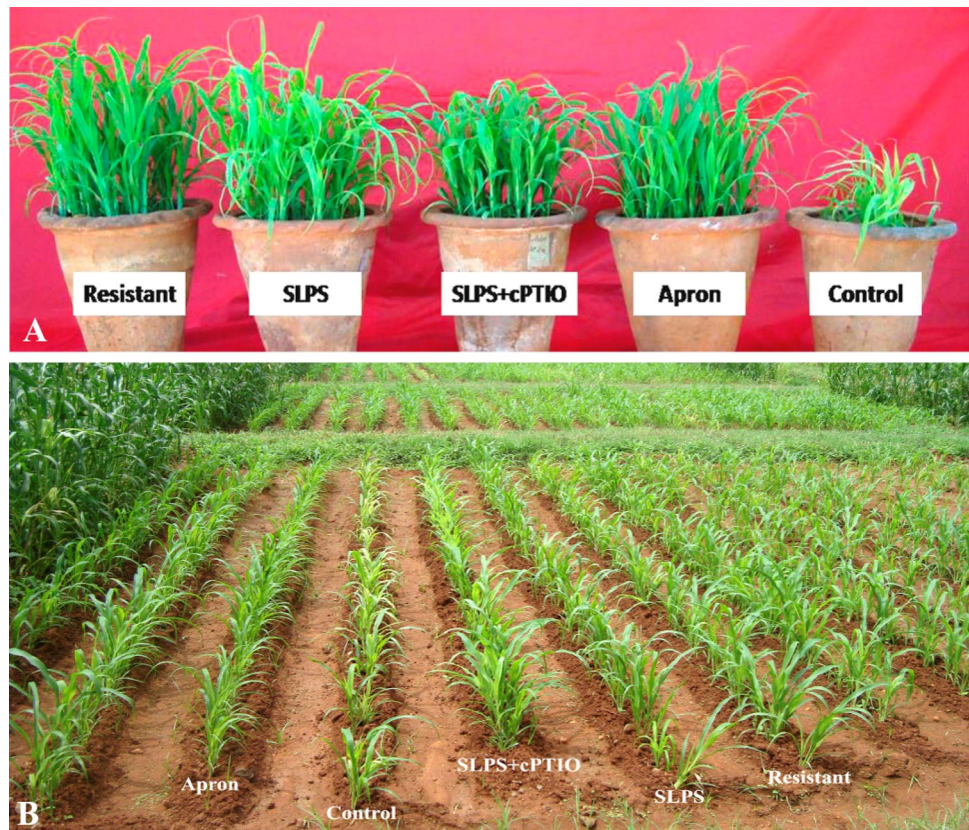 Resistant
SLPS
SLPS+cPTIO
Apron
Control
A
Apron
Control
SLPS+cPTIO
SLPS
Resistant
B